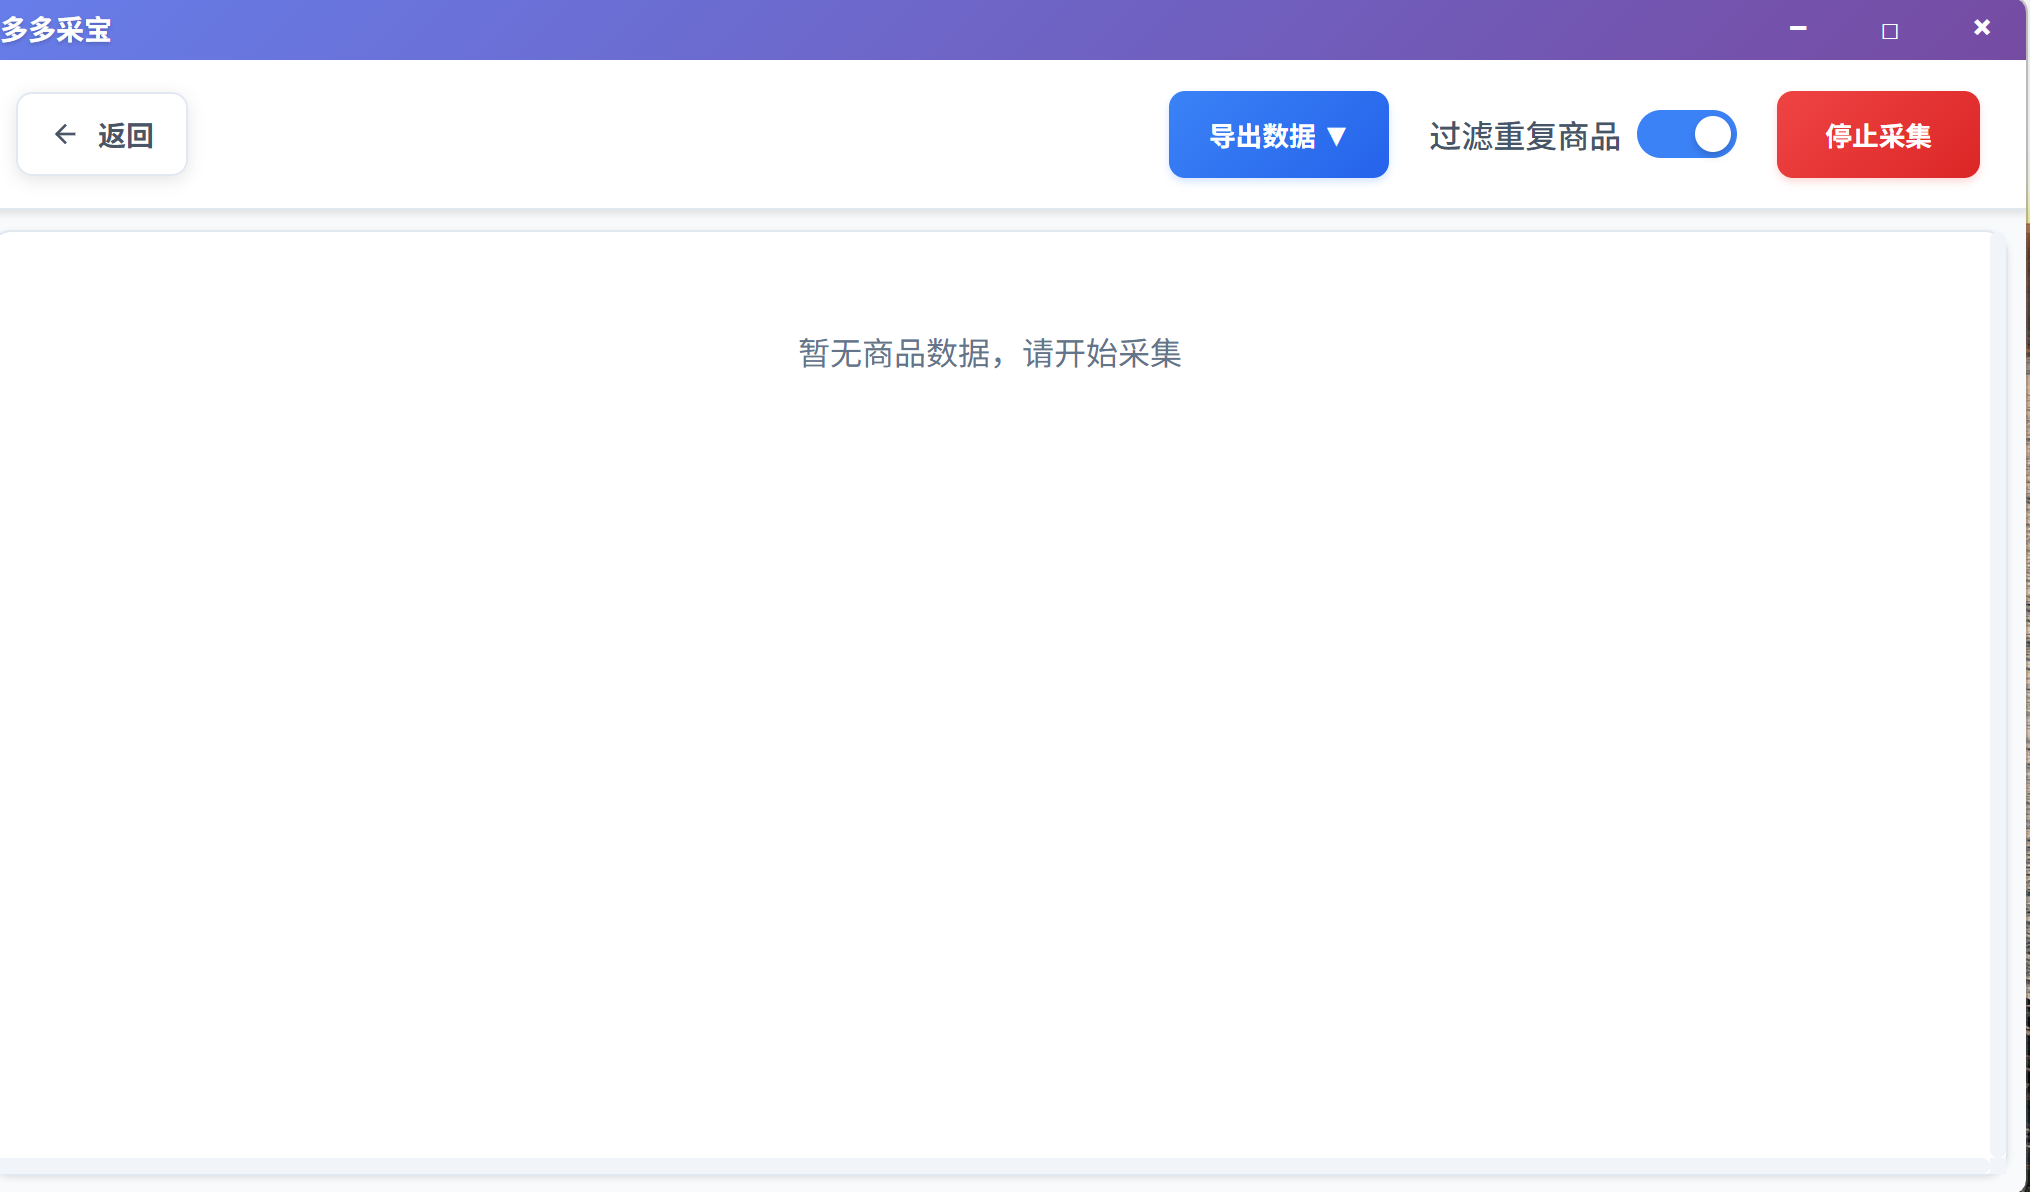 多多采宝
返回
导出数据 ▼
过滤重复商品
停止采集
暂无商品数据，请开始采集